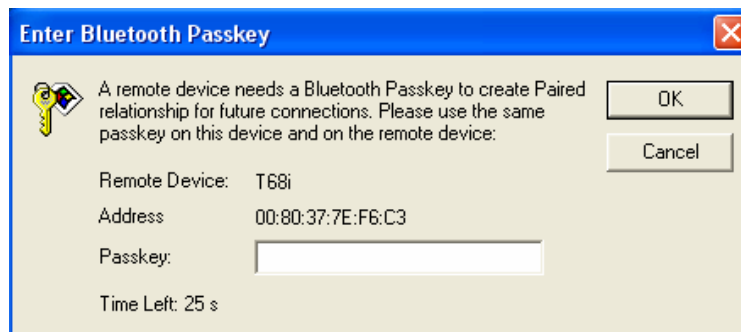 Enter Bluetooth Passkey
A remote device needs a Bluetooth Passkey to create Paired
relationship for future connections. Please use the same
passkey on this device and on the remote device:
OK
Cancel
Remote Device: T68i
Address 00:80:37:7E:F6:C3
Passkey:
Time Left: 25 s